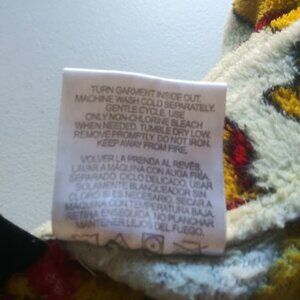 TURN GARMENT INSIDE OUT.
MACHINE WASH COLD SEPARATELY.
GENTLE CYCLE. USE
ONLY NON-CHLORINE BLEACH
WHEN NEEDED. TUMBLE DRY LOW.
REMOVE PROMPTLY. DO NOT IRON.
KEEP AWAY FROM FIRE.
VOLVER LA PRENDA AL REVÉS.
LAVAR A MÁQUINA CON AUGA FRÍA
SEPARADO. CICLO DELICADO. USAR
SOLAMENTE BLANQUEADOR SIN
CLORO SI ES NECESARIO. SECAR A
MÁQUINA CON TEMPERATURA BAJA.
RETIRA ENSEQUIDA. NO PLANCHAR
MANTENER LEJOS DEL FUEGO.